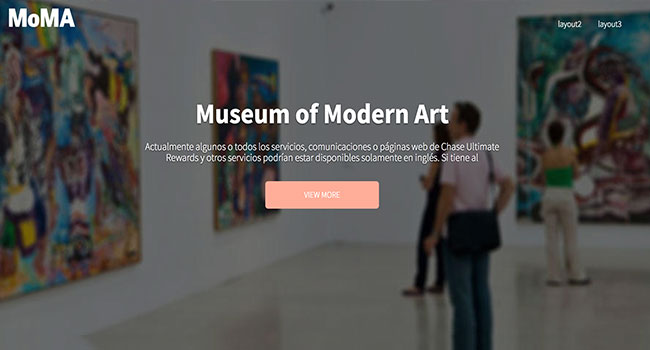 MoMA
layout2 layout3
Museum of Modern Art
Actualmente algunos o todos los servicios, comunicaciones o páginas web de Chase Ultimate
Rewards y otros servicios podrían estar disponibles solamente en inglés. Si tiene al
VIEW MORE